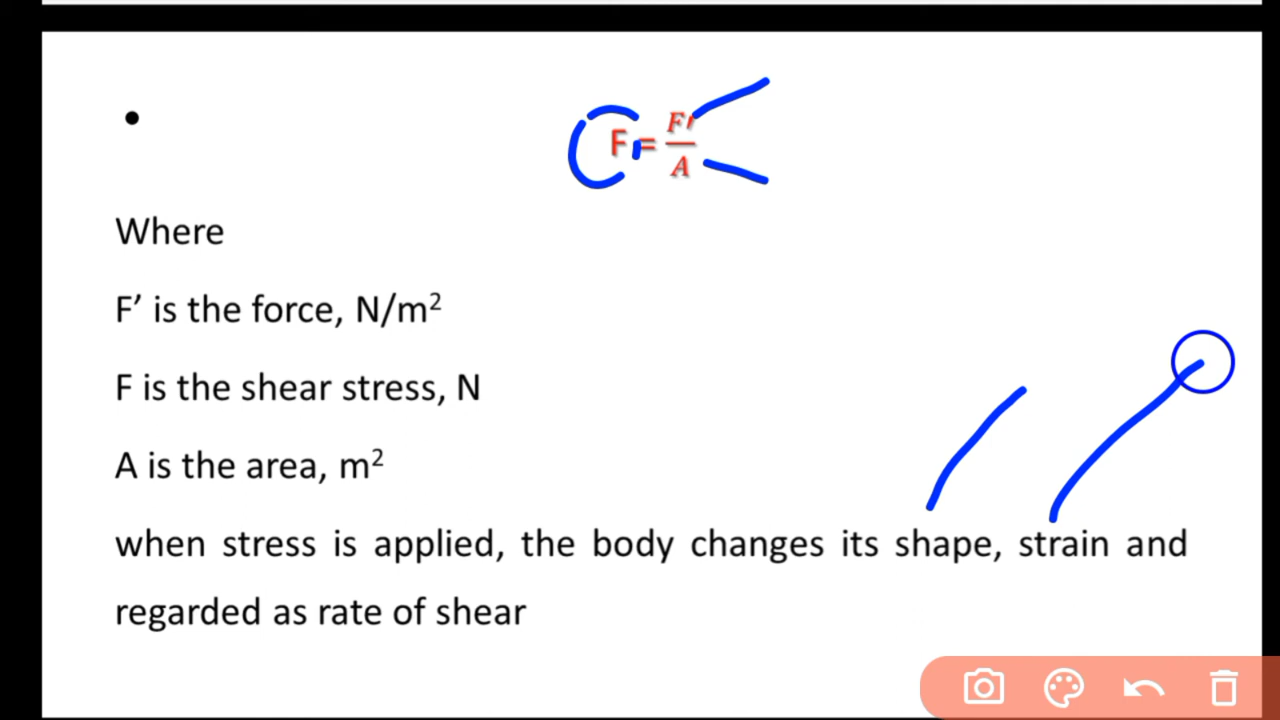 F = F′/A
Where
F’ is the force, N/m²
F is the shear stress, N
A is the area, m²
when stress is applied, the body changes its shape, strain and
regarded as rate of shear